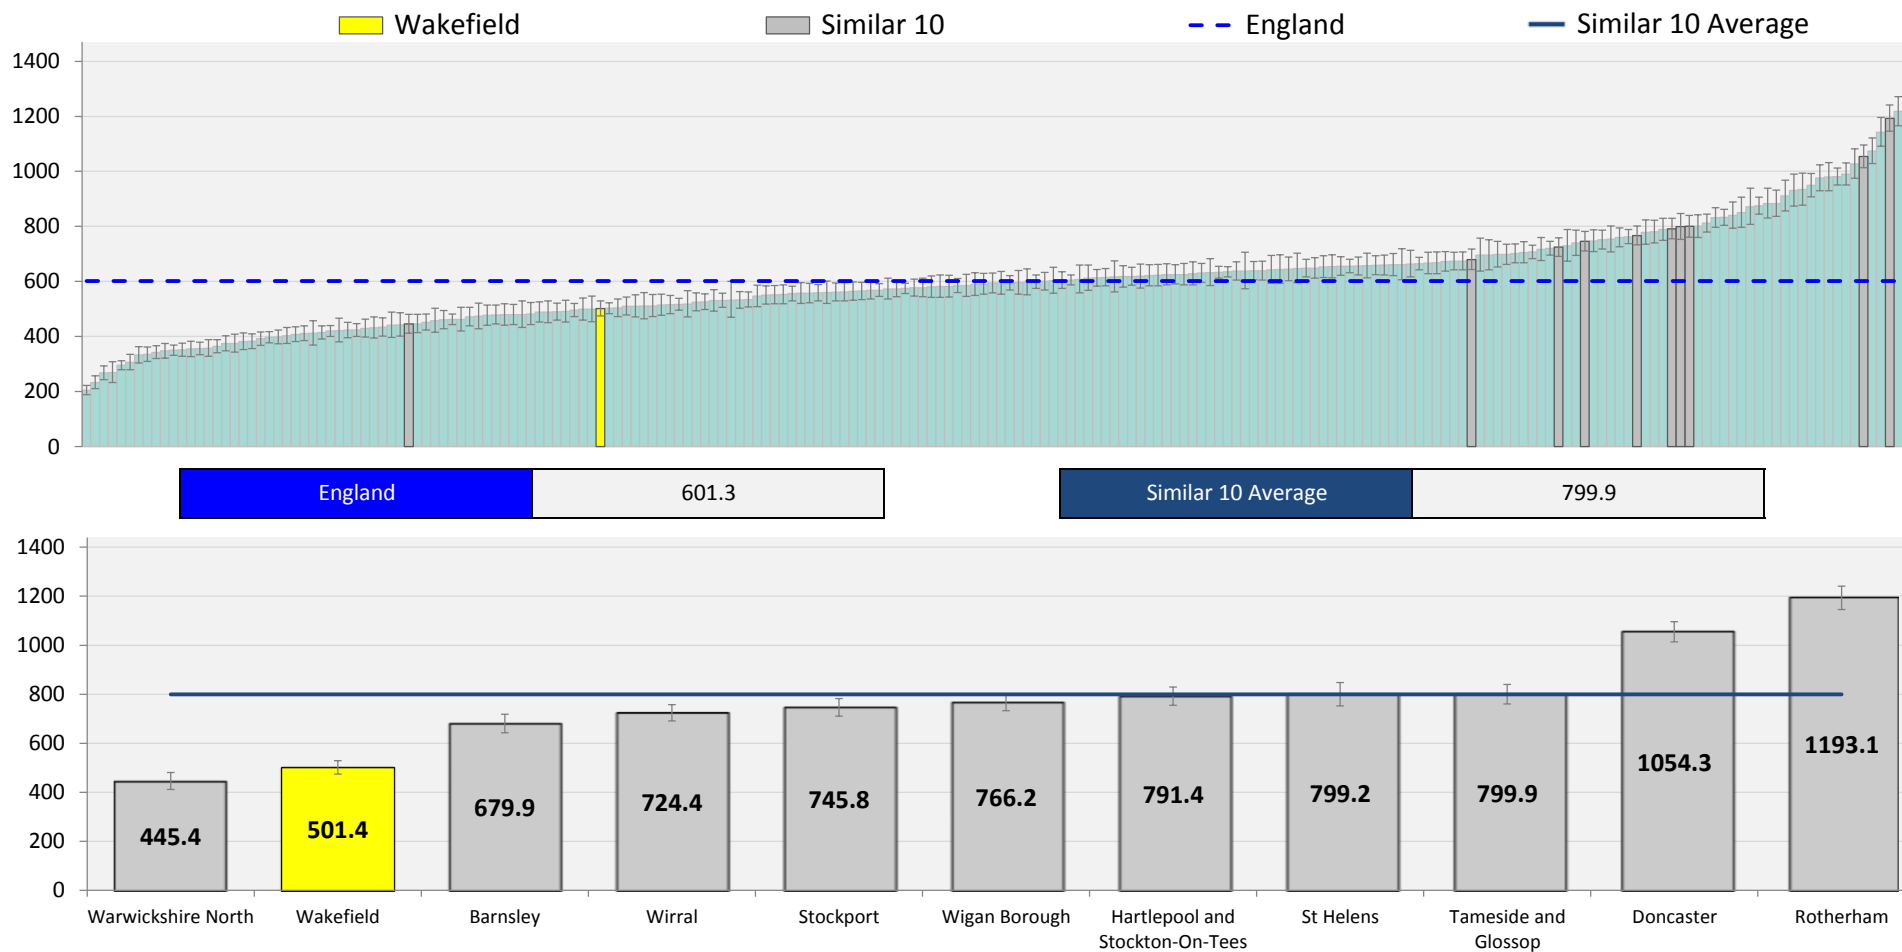 Wakefield
Similar 10
England
Similar 10 Average
1400
1200
1000
800
600
400
200
0
England
601.3
Similar 10 Average
799.9
1400
1200
1000
800
600
400
200
0
445.4
501.4
679.9
724.4
745.8
766.2
791.4
799.2
799.9
1054.3
1193.1
Warwickshire North
Wakefield
Barnsley
Wirral
Stockport
Wigan Borough
Hartlepool and
Stockton-On-Tees
St Helens
Tameside and
Glossop
Doncaster
Rotherham